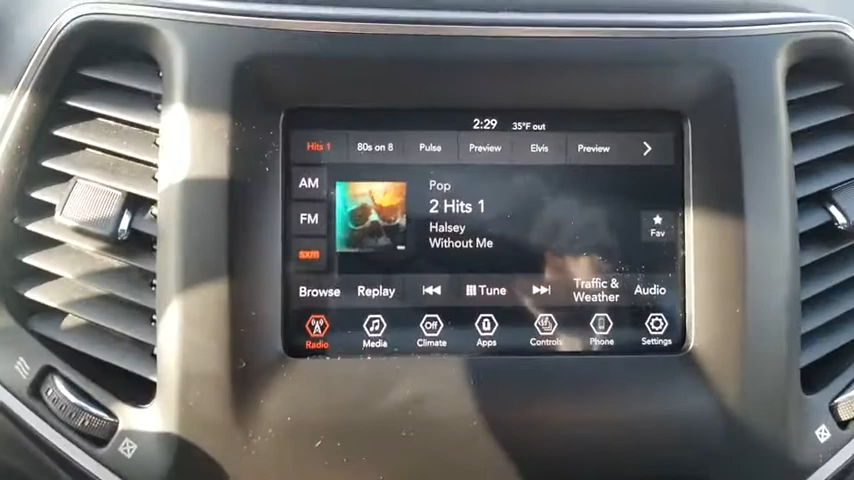 2:29 35°F out
Hits 1 80s on 8 Pulse Preview Elvis Preview
AM
FM
sxm
Pop
2 Hits 1
Halsey
Without Me
Fav
Browse Replay Tune Traffic & Weather Audio
Radio Media Off Climate Apps Controls Phone Settings